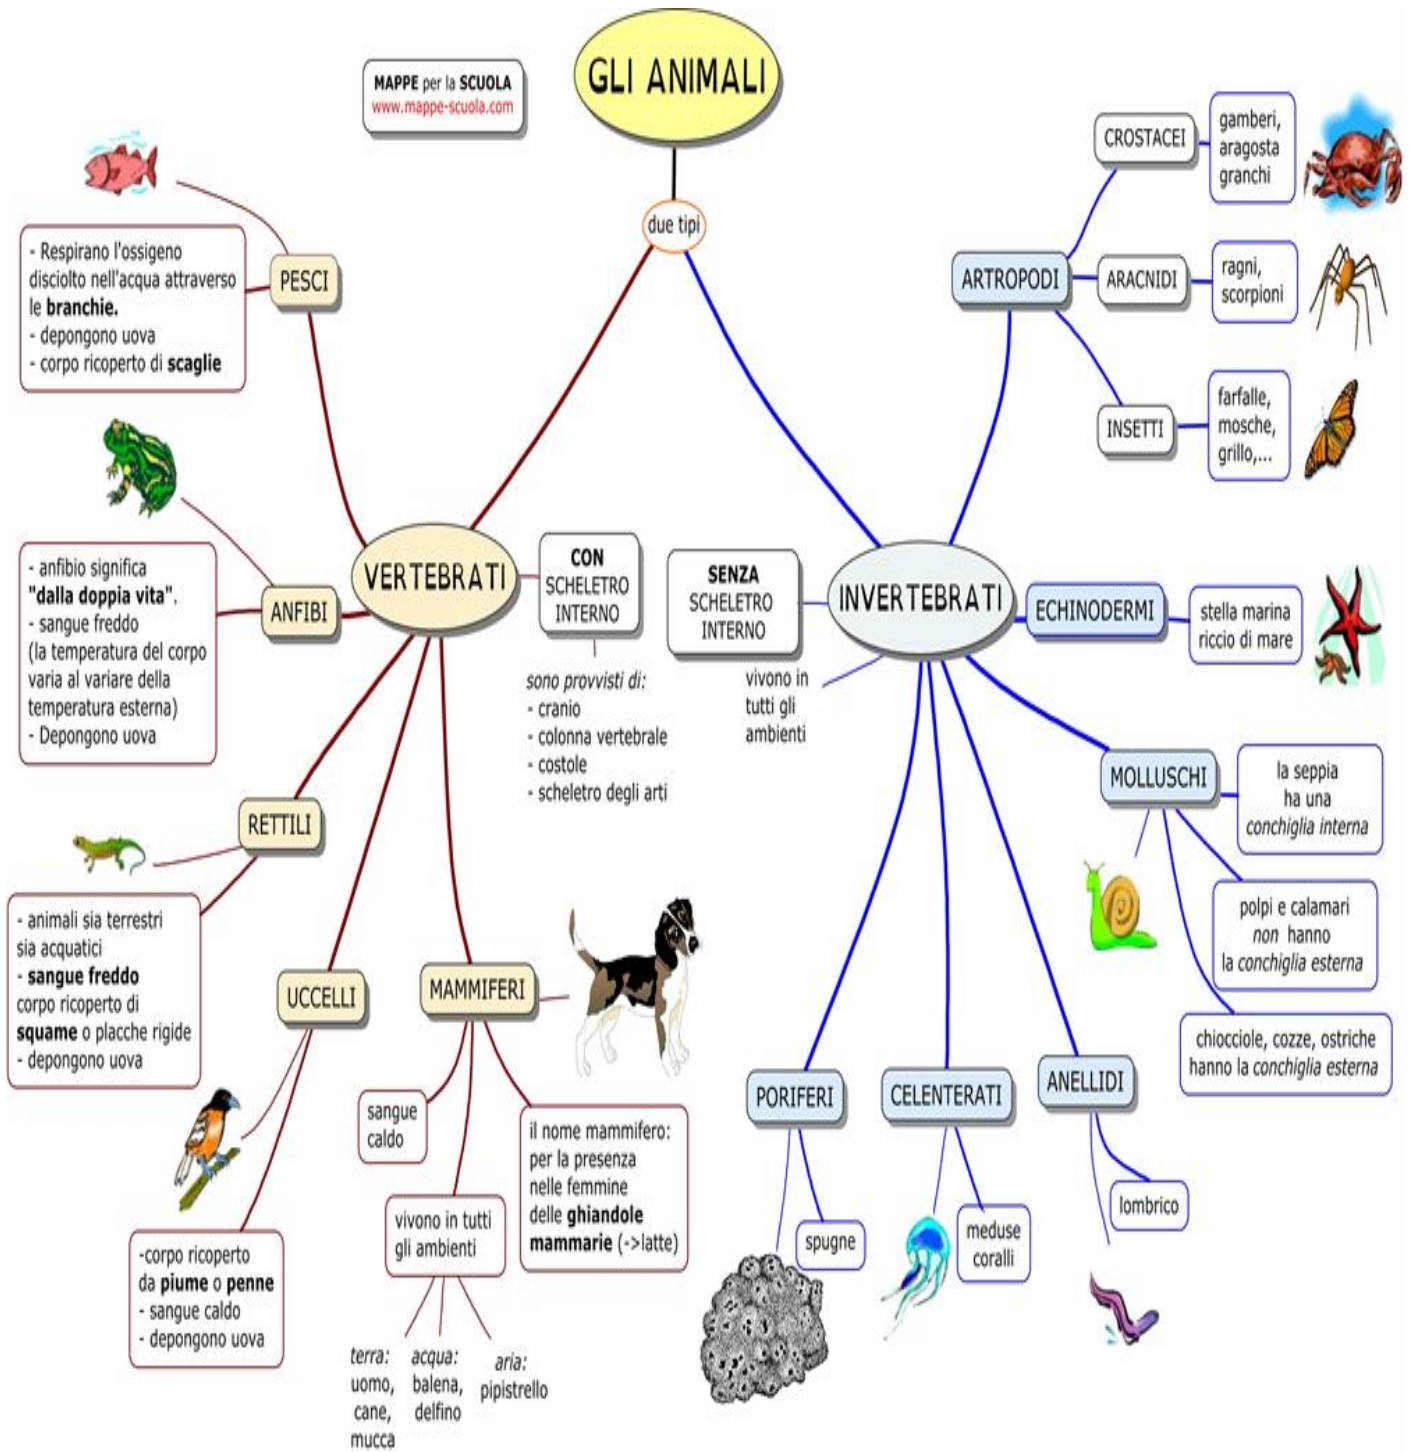 GLI ANIMALI
MAPPE per la SCUOLA
www.mappe-scuola.com
due tipi
VERTEBRATI
CON
SCHELETRO
INTERNO
sono provvisti di:
- cranio
- colonna vertebrale
- costole
- scheletro degli arti
PESCI
- Respirano l'ossigeno
disciolto nell'acqua attraverso
le branchie.
- depongono uova
- corpo ricoperto di scaglie
ANFIBI
- anfibio significa
"dalla doppia vita".
- sangue freddo
(la temperatura del corpo
varia al variare della
temperatura esterna)
- Depongono uova
RETTILI
- animali sia terrestri
sia acquatici
- sangue freddo
corpo ricoperto di
squame o placche rigide
- depongono uova
UCCELLI
-corpo ricoperto
da piume o penne
- sangue caldo
- depongono uova
MAMMIFERI
sangue
caldo
vivono in tutti
gli ambienti
terra:
uomo,
cane,
mucca
acqua:
balena,
delfino
aria:
pipistrello
il nome mammifero:
per la presenza
nelle femmine
delle ghiandole
mammarie (->latte)
INVERTEBRATI
SENZA
SCHELETRO
INTERNO
vivono in
tutti gli
ambienti
ARTROPODI
CROSTACEI
gamberi,
aragosta
granchi
ARACNIDI
ragni,
scorpioni
INSETTI
farfalle,
mosche,
grillo,...
ECHINODERMI
stella marina
riccio di mare
MOLLUSCHI
la seppia
ha una
conchiglia interna
polpi e calamari
non hanno
la conchiglia esterna
chiocciole, cozze, ostriche
hanno la conchiglia esterna
ANELLIDI
lombrico
CELENTERATI
meduse
coralli
PORIFERI
spugne